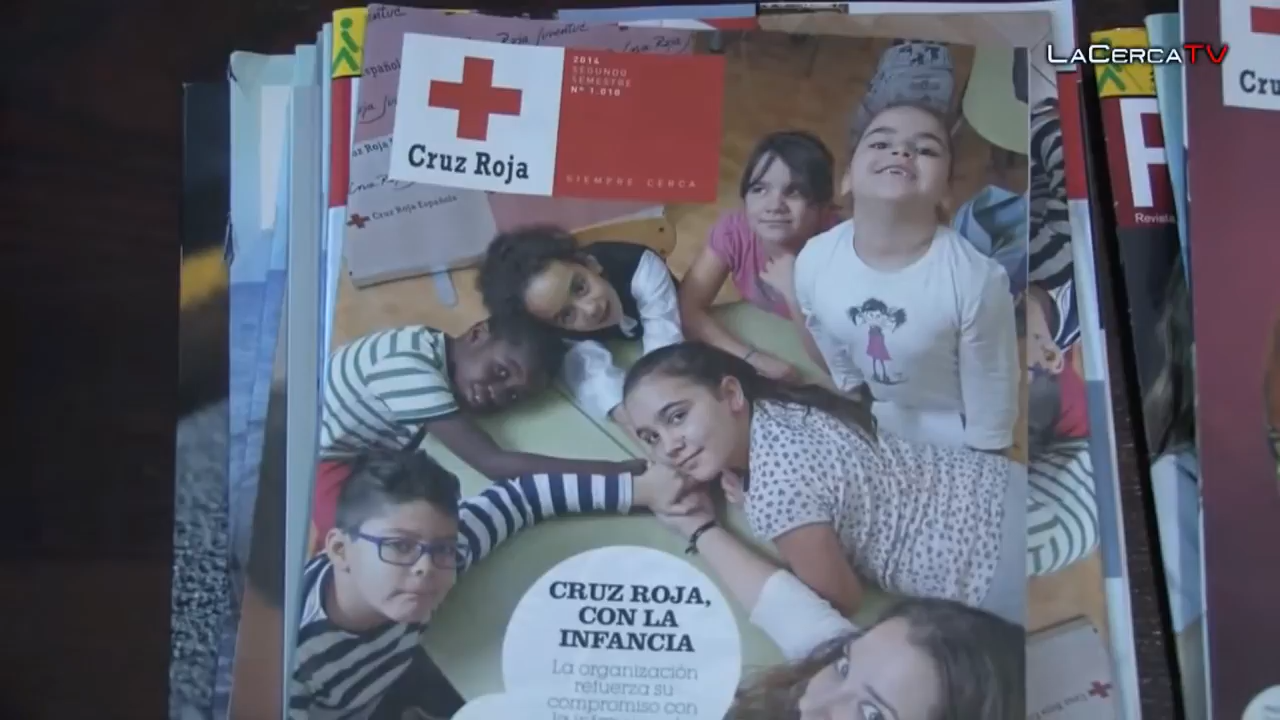 LaCercaTV
2014
SEGUNDO
SEMESTRE
Nº 1.010
Cruz Roja
SIEMPRE CERCA
Cruz Roja Española
Revista
CRUZ ROJA,
CON LA
INFANCIA
La organización
refuerza su
compromiso con